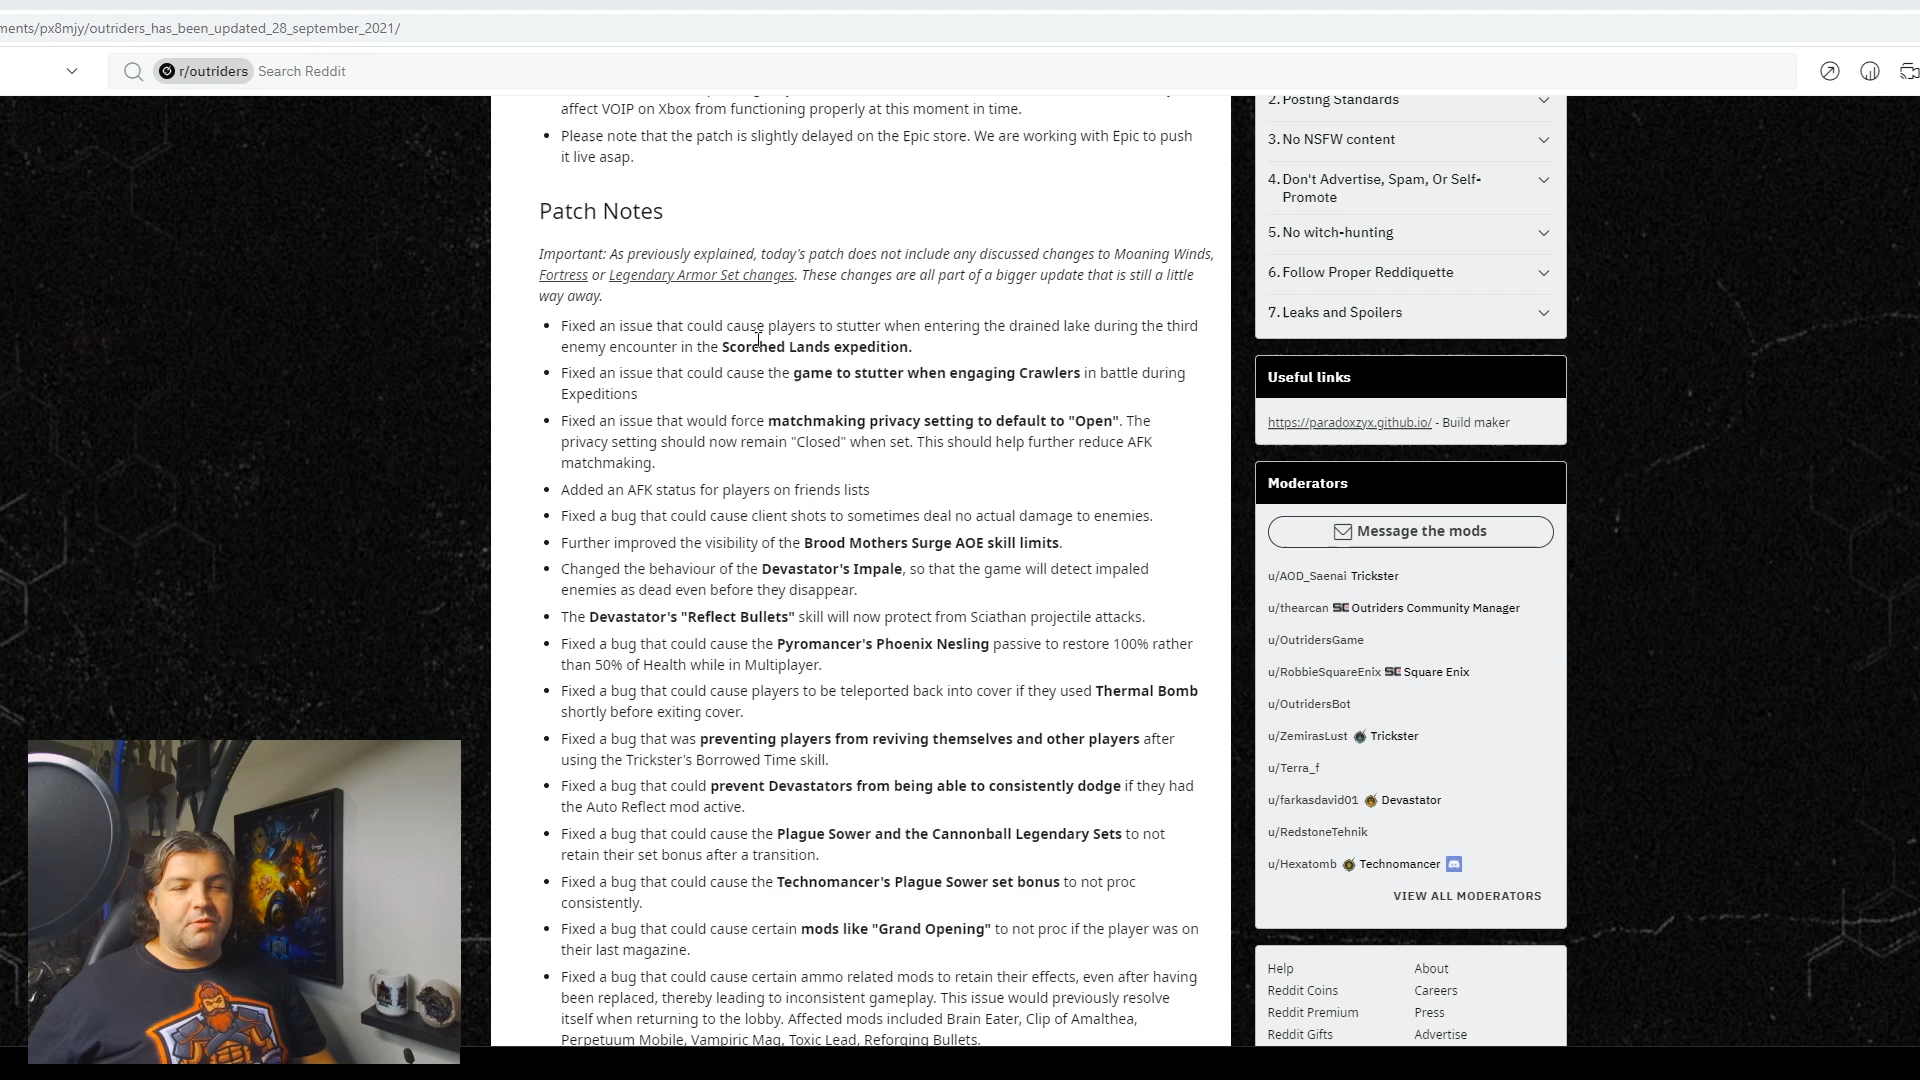 nents/px8mjy/outriders_has_been_updated_28_september_2021/
r/outriders Search Reddit
affect VOIP on Xbox from functioning properly at this moment in time.
Please note that the patch is slightly delayed on the Epic store. We are working with Epic to push
it live asap.
Patch Notes
Important: As previously explained, today's patch does not include any discussed changes to Moaning Winds,
Fortress or Legendary Armor Set changes. These changes are all part of a bigger update that is still a little
way away.
Fixed an issue that could cause players to stutter when entering the drained lake during the third
enemy encounter in the Scorched Lands expedition.
Fixed an issue that could cause the game to stutter when engaging Crawlers in battle during
Expeditions
Fixed an issue that would force matchmaking privacy setting to default to "Open". The
privacy setting should now remain "Closed" when set. This should help further reduce AFK
matchmaking.
Added an AFK status for players on friends lists
Fixed a bug that could cause client shots to sometimes deal no actual damage to enemies.
Further improved the visibility of the Brood Mothers Surge AOE skill limits.
Changed the behaviour of the Devastator's Impale, so that the game will detect impaled
enemies as dead even before they disappear.
The Devastator's "Reflect Bullets" skill will now protect from Sciathan projectile attacks.
Fixed a bug that could cause the Pyromancer's Phoenix Nesling passive to restore 100% rather
than 50% of Health while in Multiplayer.
Fixed a bug that could cause players to be teleported back into cover if they used Thermal Bomb
shortly before exiting cover.
Fixed a bug that was preventing players from reviving themselves and other players after
using the Trickster's Borrowed Time skill.
Fixed a bug that could prevent Devastators from being able to consistently dodge if they had
the Auto Reflect mod active.
Fixed a bug that could cause the Plague Sower and the Cannonball Legendary Sets to not
retain their set bonus after a transition.
Fixed a bug that could cause the Technomancer's Plague Sower set bonus to not proc
consistently.
Fixed a bug that could cause certain mods like "Grand Opening" to not proc if the player was on
their last magazine.
Fixed a bug that could cause certain ammo related mods to retain their effects, even after having
been replaced, thereby leading to inconsistent gameplay. This issue would previously resolve
itself when returning to the lobby. Affected mods included Brain Eater, Clip of Amalthea,
Perpetuum Mobile, Vampiric Mag, Toxic Lead, Reforging Bullets.
2. Posting Standards
3. No NSFW content
4. Don't Advertise, Spam, Or Self-
Promote
5. No witch-hunting
6. Follow Proper Reddiquette
7. Leaks and Spoilers
Useful links
https://paradoxzyx.github.io/ - Build maker
Moderators
Message the mods
u/AOD_Saenai Trickster
u/thearcan Outriders Community Manager
u/OutridersGame
u/RobbieSquareEnix Square Enix
u/OutridersBot
u/ZemirasLust Trickster
u/Terra_f
u/farkasdavid01 Devastator
u/RedstoneTehnik
u/Hexatomb Technomancer
VIEW ALL MODERATORS
Help About
Reddit Coins Careers
Reddit Premium Press
Reddit Gifts Advertise